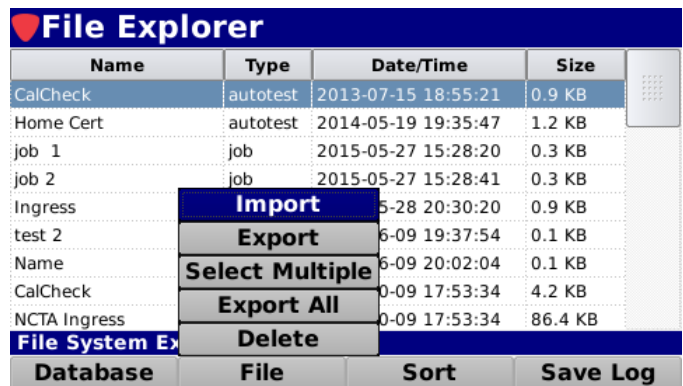 File Explorer
Name Type Date/Time Size
CalCheck autotest 2013-07-15 18:55:21 0.9 KB
Home Cert autotest 2014-05-19 19:35:47 1.2 KB
job 1 job 2015-05-27 15:28:20 0.3 KB
job 2 job 2015-05-27 15:28:41 0.3 KB
Ingress Import 5-28 20:30:20 0.9 KB
test 2 Export 6-09 19:37:54 0.1 KB
Name Select Multiple 6-09 20:02:04 0.1 KB
CalCheck Export All 0-09 17:53:34 4.2 KB
NCTA Ingress 0-09 17:53:34 86.4 KB
File System Ex Delete
Database File Sort Save Log